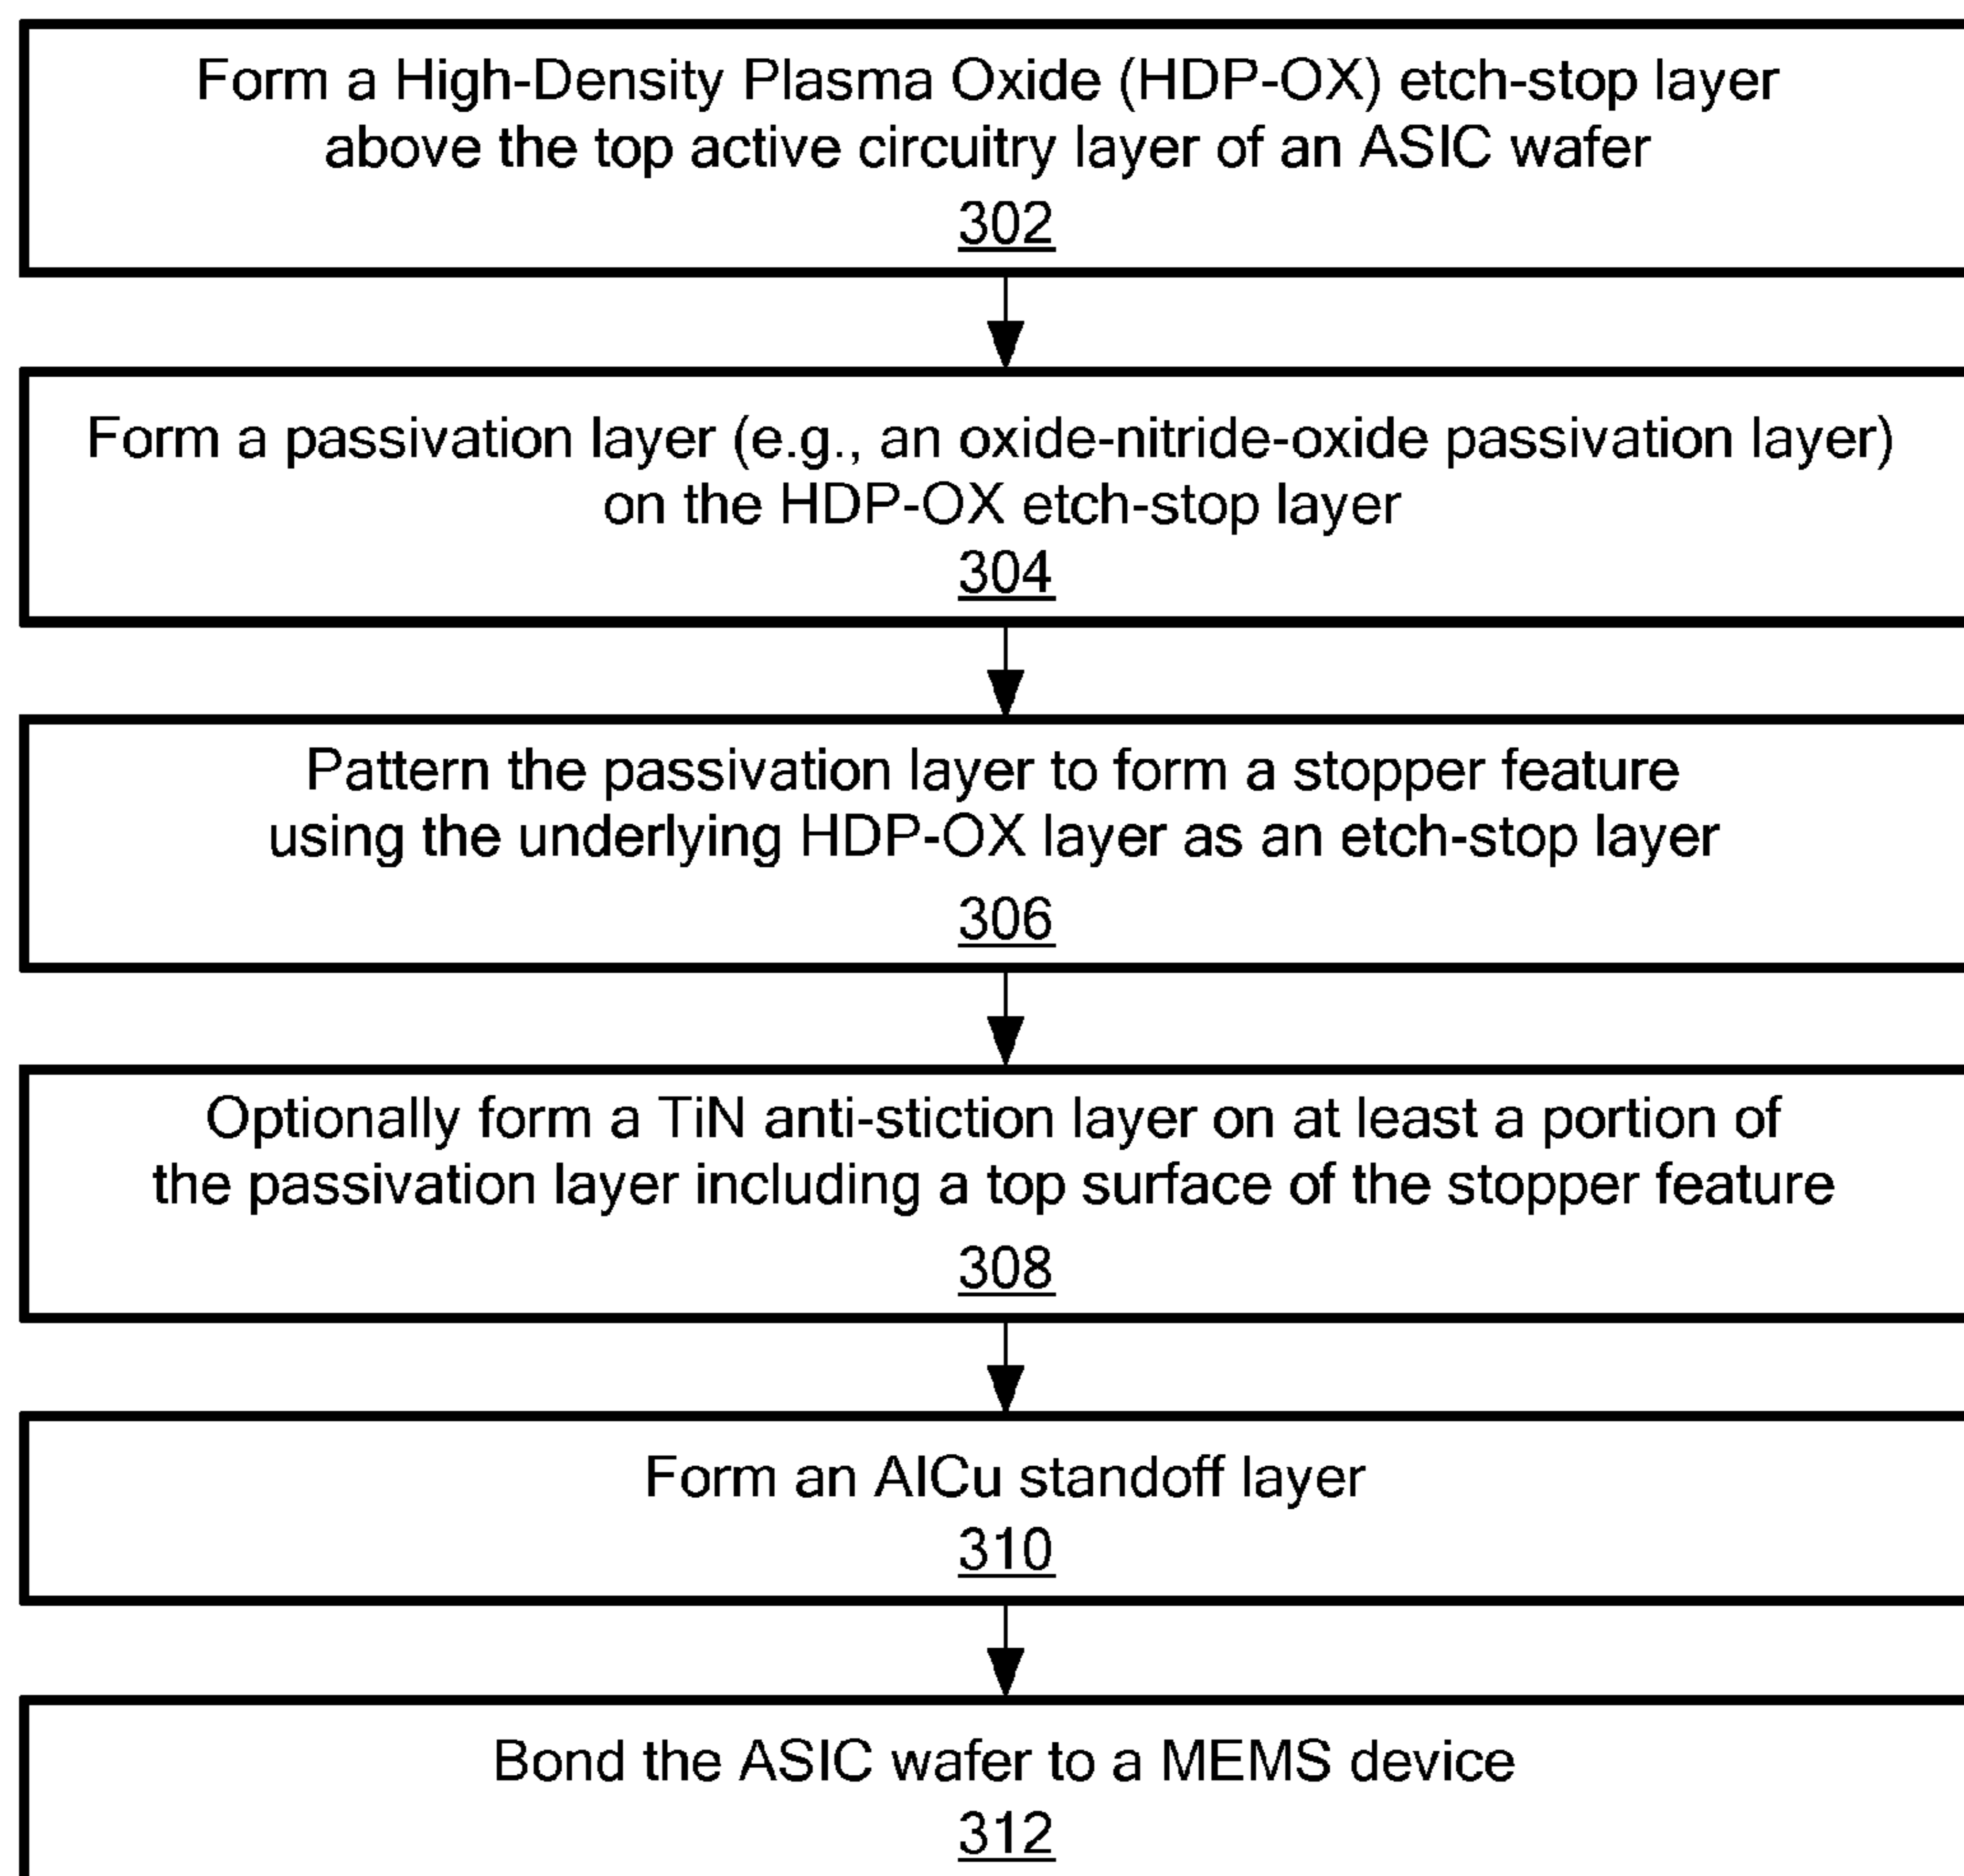 Form a High-Density Plasma Oxide (HDP-OX) etch-stop layer
above the top active circuitry layer of an ASIC wafer
302
Form a passivation layer (e.g., an oxide-nitride-oxide passivation layer)
on the HDP-OX etch-stop layer
304
Pattern the passivation layer to form a stopper feature
using the underlying HDP-OX layer as an etch-stop layer
306
Optionally form a TiN anti-stiction layer on at least a portion of
the passivation layer including a top surface of the stopper feature
308
Form an AlCu standoff layer
310
Bond the ASIC wafer to a MEMS device
312